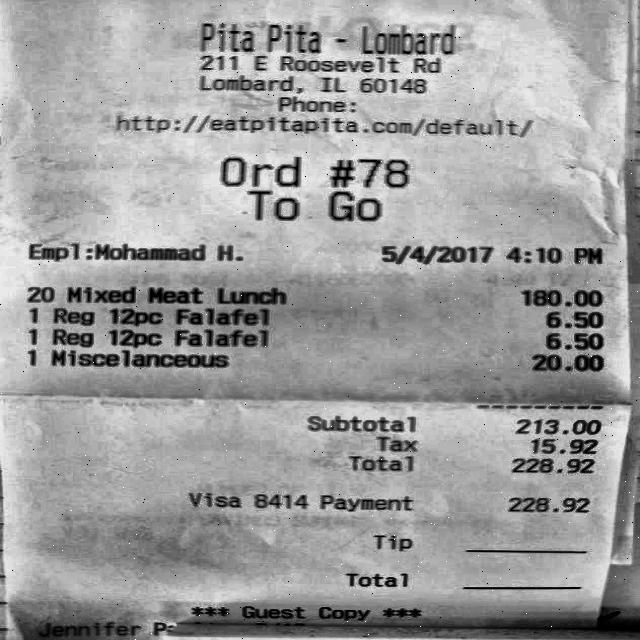 Pita Pita - Lombard
211 E Roosevelt Rd
Lombard, IL 60148
Phone:
http://eatpitapita.com/default/
Ord #78
To Go
Empl:Mohammad H. 5/4/2017 4:10 PM
20 Mixed Meat Lunch 180.00
1 Reg 12pc Falafel 6.50
1 Reg 12pc Falafel 6.50
1 Miscelanceous 20.00
Subtotal 213.00
Tax 15.92
Total 228.92
Visa 8414 Payment 228.92
Tip
Total
*** Guest Copy ***
Jennifer